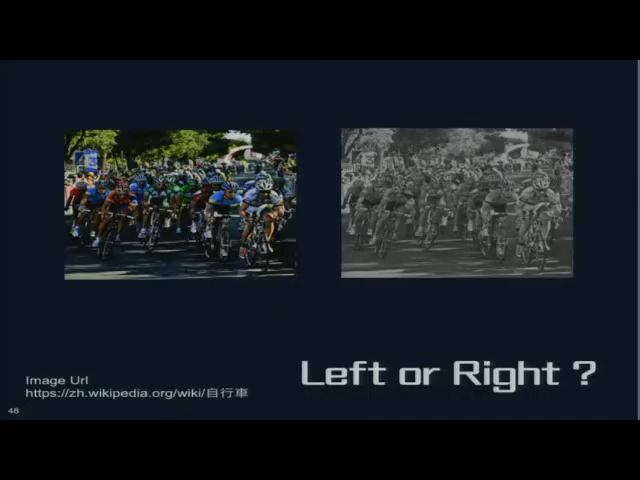 Left or Right ?
Image Url
https://zh.wikipedia.org/wiki/自行車
48